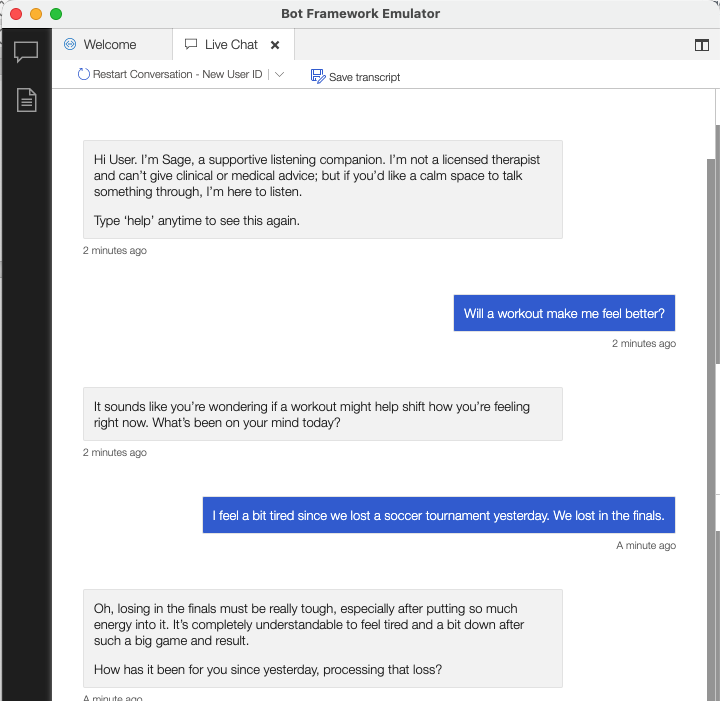 Bot Framework Emulator
Welcome
Live Chat
Restart Conversation - New User ID
Save transcript
Hi User. I’m Sage, a supportive listening companion. I’m not a licensed therapist
and can’t give clinical or medical advice; but if you’d like a calm space to talk
something through, I’m here to listen.
Type ‘help’ anytime to see this again.
2 minutes ago
Will a workout make me feel better?
2 minutes ago
It sounds like you’re wondering if a workout might help shift how you’re feeling
right now. What’s been on your mind today?
2 minutes ago
I feel a bit tired since we lost a soccer tournament yesterday. We lost in the finals.
A minute ago
Oh, losing in the finals must be really tough, especially after putting so much
energy into it. It’s completely understandable to feel tired and a bit down after
such a big game and result.
How has it been for you since yesterday, processing that loss?
A minute ago